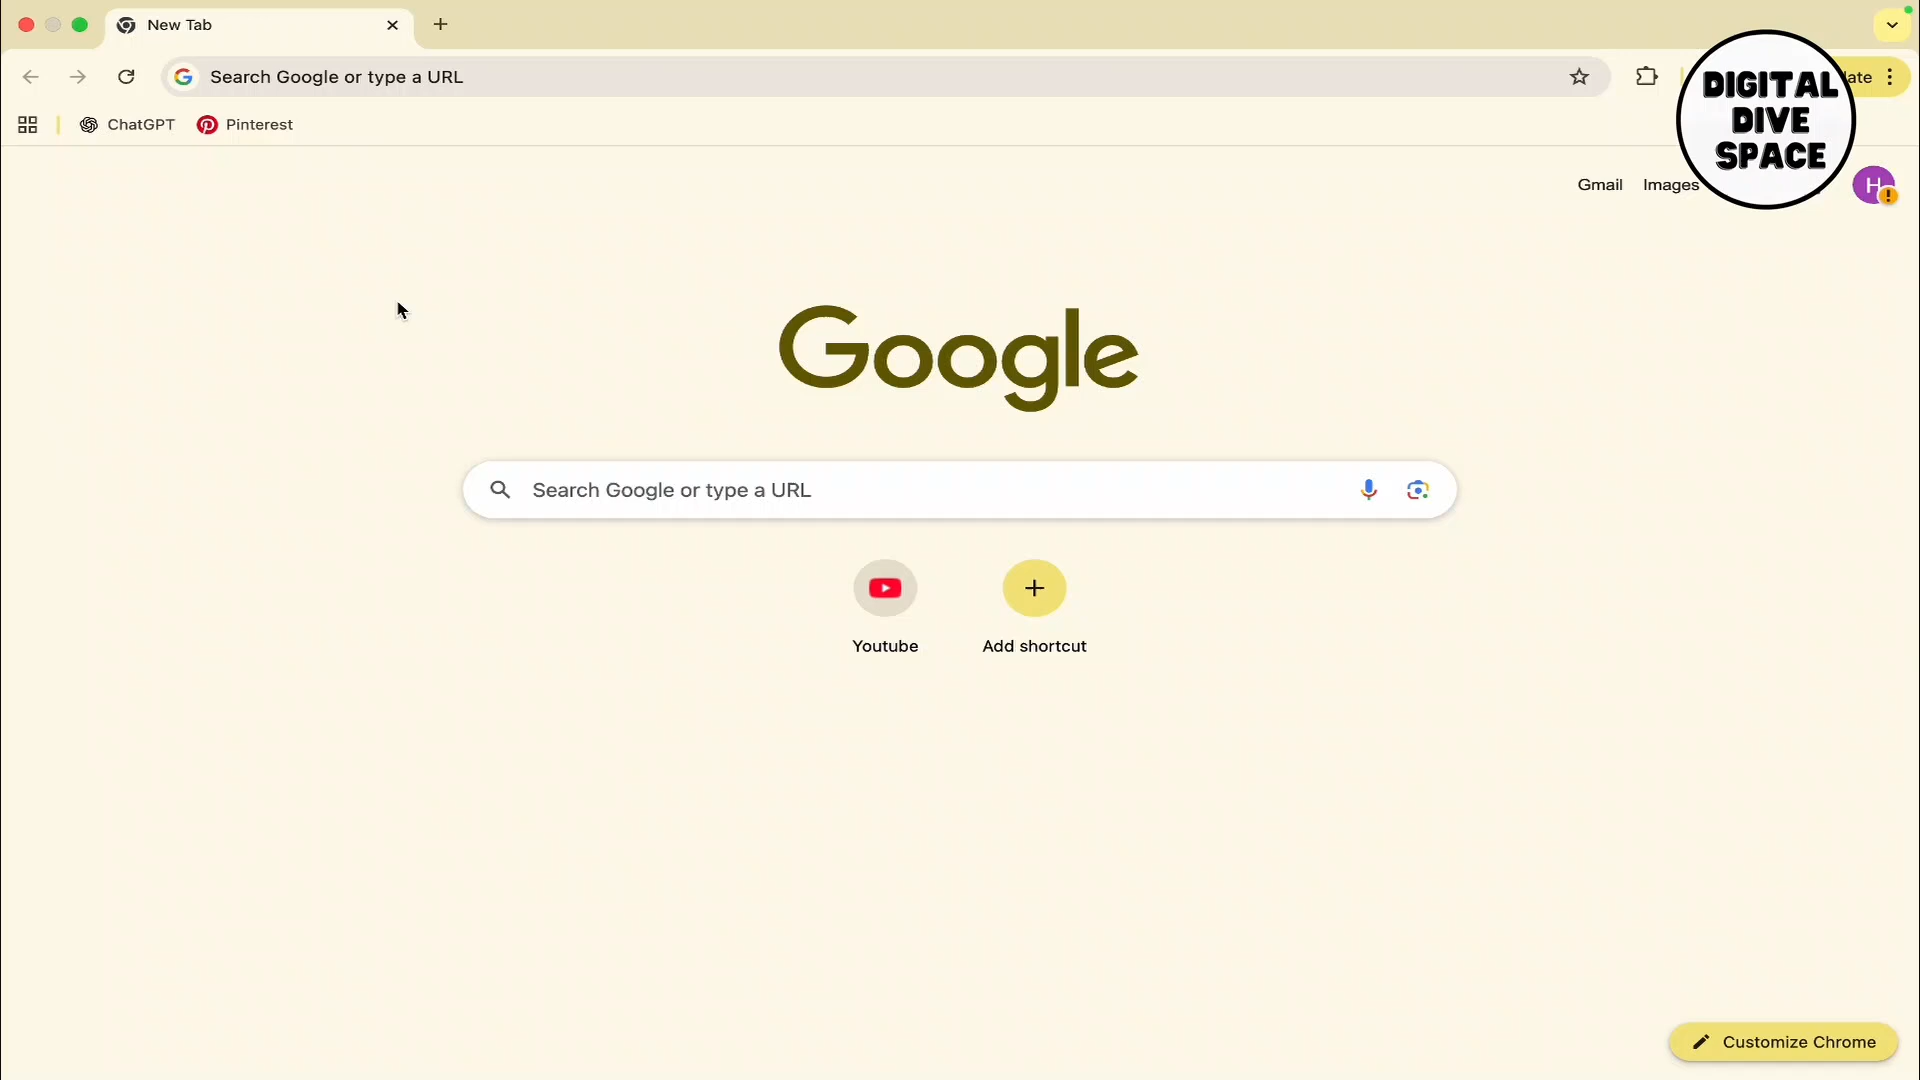 New Tab
Search Google or type a URL
ate
ChatGPT
Pinterest
DIGITAL
DIVE
SPACE
Gmail
Images
H
Google
Search Google or type a URL
Youtube
Add shortcut
Customize Chrome